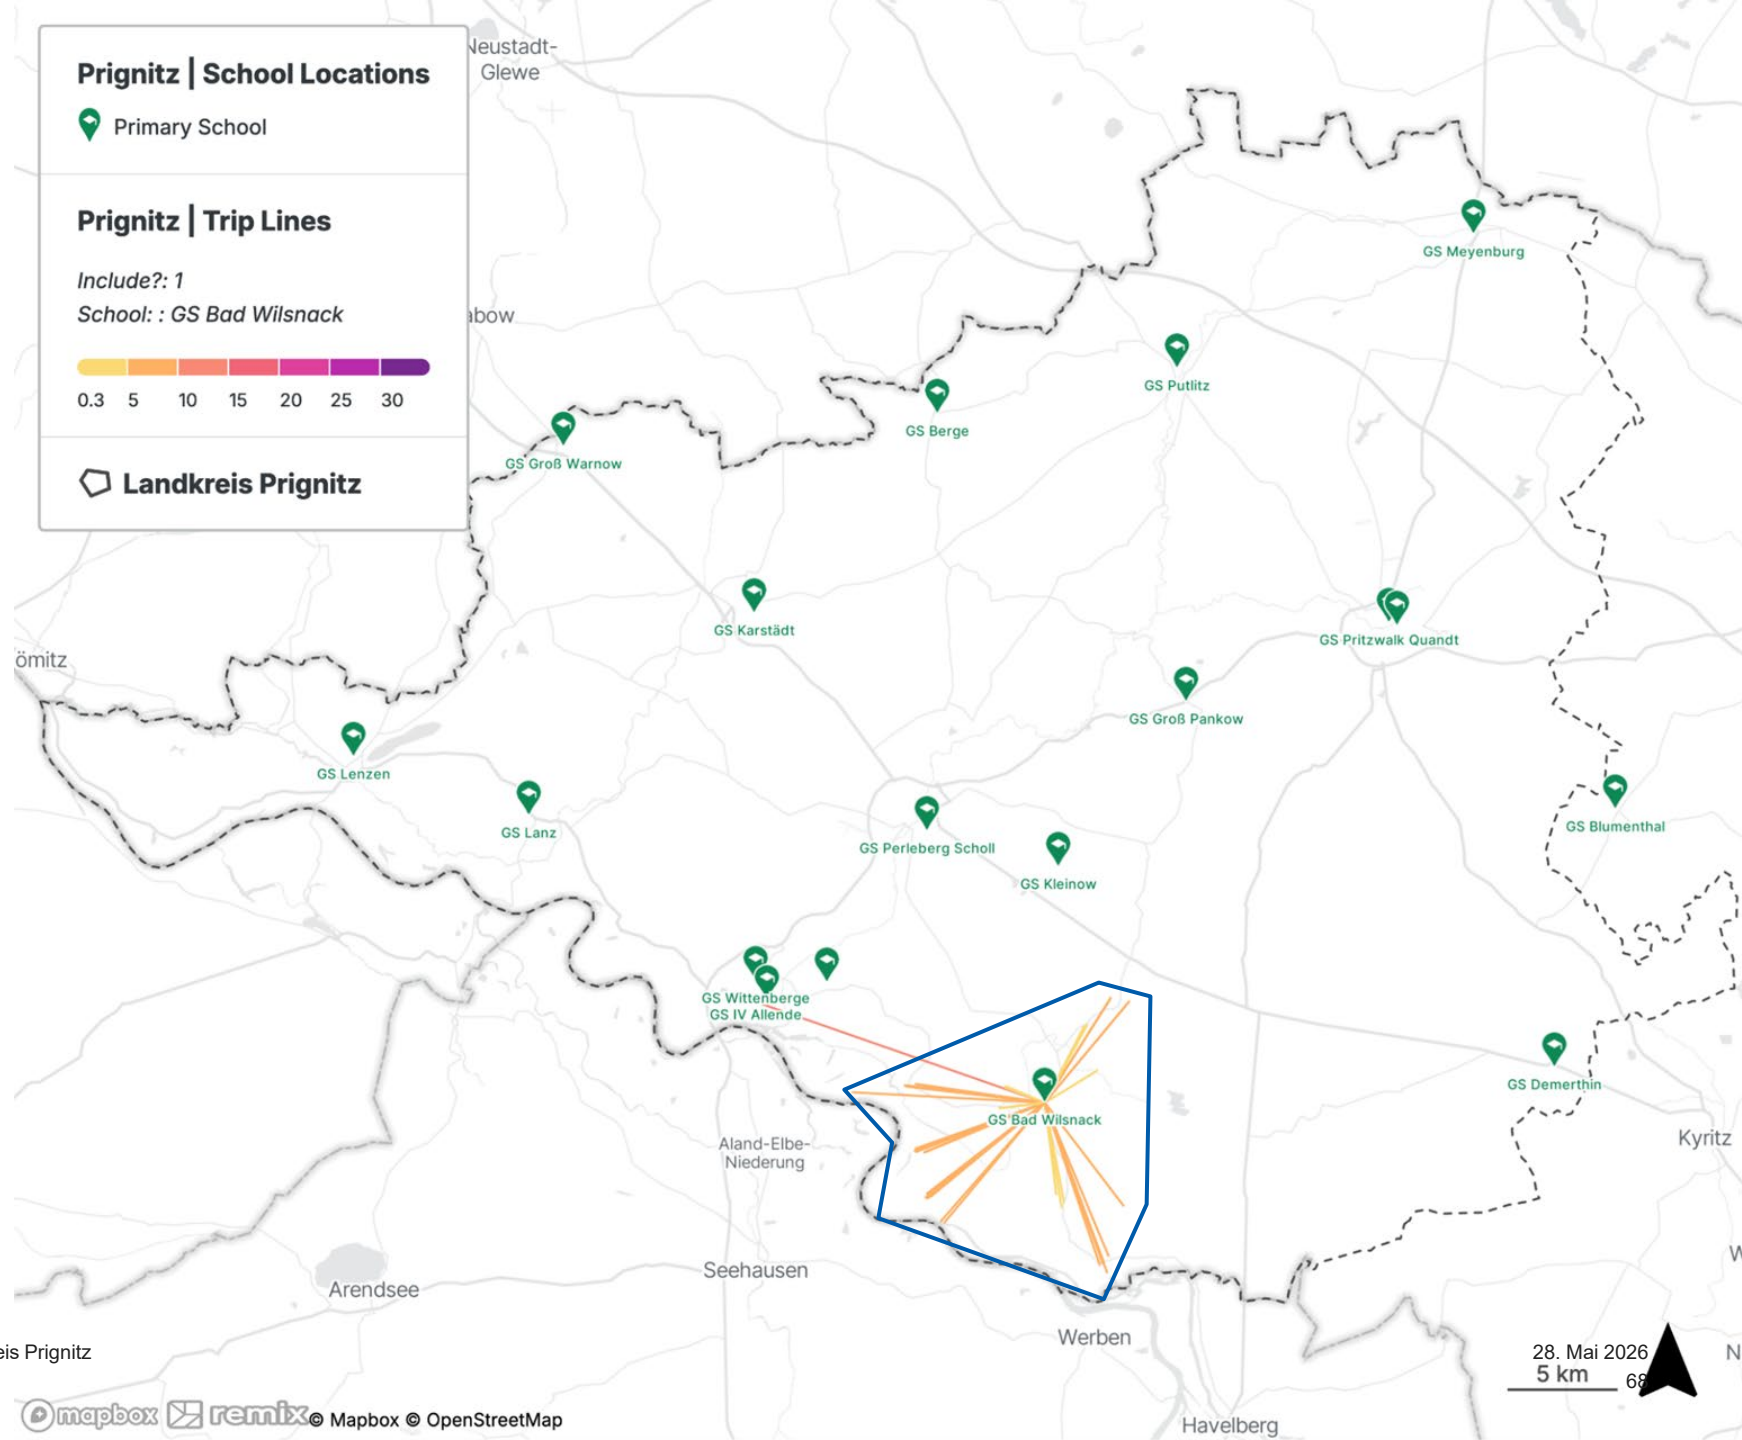 Prignitz | School Locations
Primary School
Prignitz | Trip Lines
Include?: 1
School: : GS Bad Wilsnack
0.3 5 10 15 20 25 30
Landkreis Prignitz
Neustadt-
Glewe
abow
GS Meyenburg
GS Putlitz
GS Berge
GS Groß Warnow
GS Karstädt
GS Pritzwalk Quandt
ömitz
GS Groß Pankow
GS Lenzen
GS Lanz
GS Blumenthal
GS Perleberg Scholl
GS Kleinow
GS Wittenberge
GS IV Allende
GS Demerthin
GS Bad Wilsnack
Kyritz
Aland-Elbe-
Niederung
Seehausen
Arendsee
Werben
Havelberg
W
N
eis Prignitz
28. Mai 2026
5 km
68
mapbox remix © Mapbox © OpenStreetMap